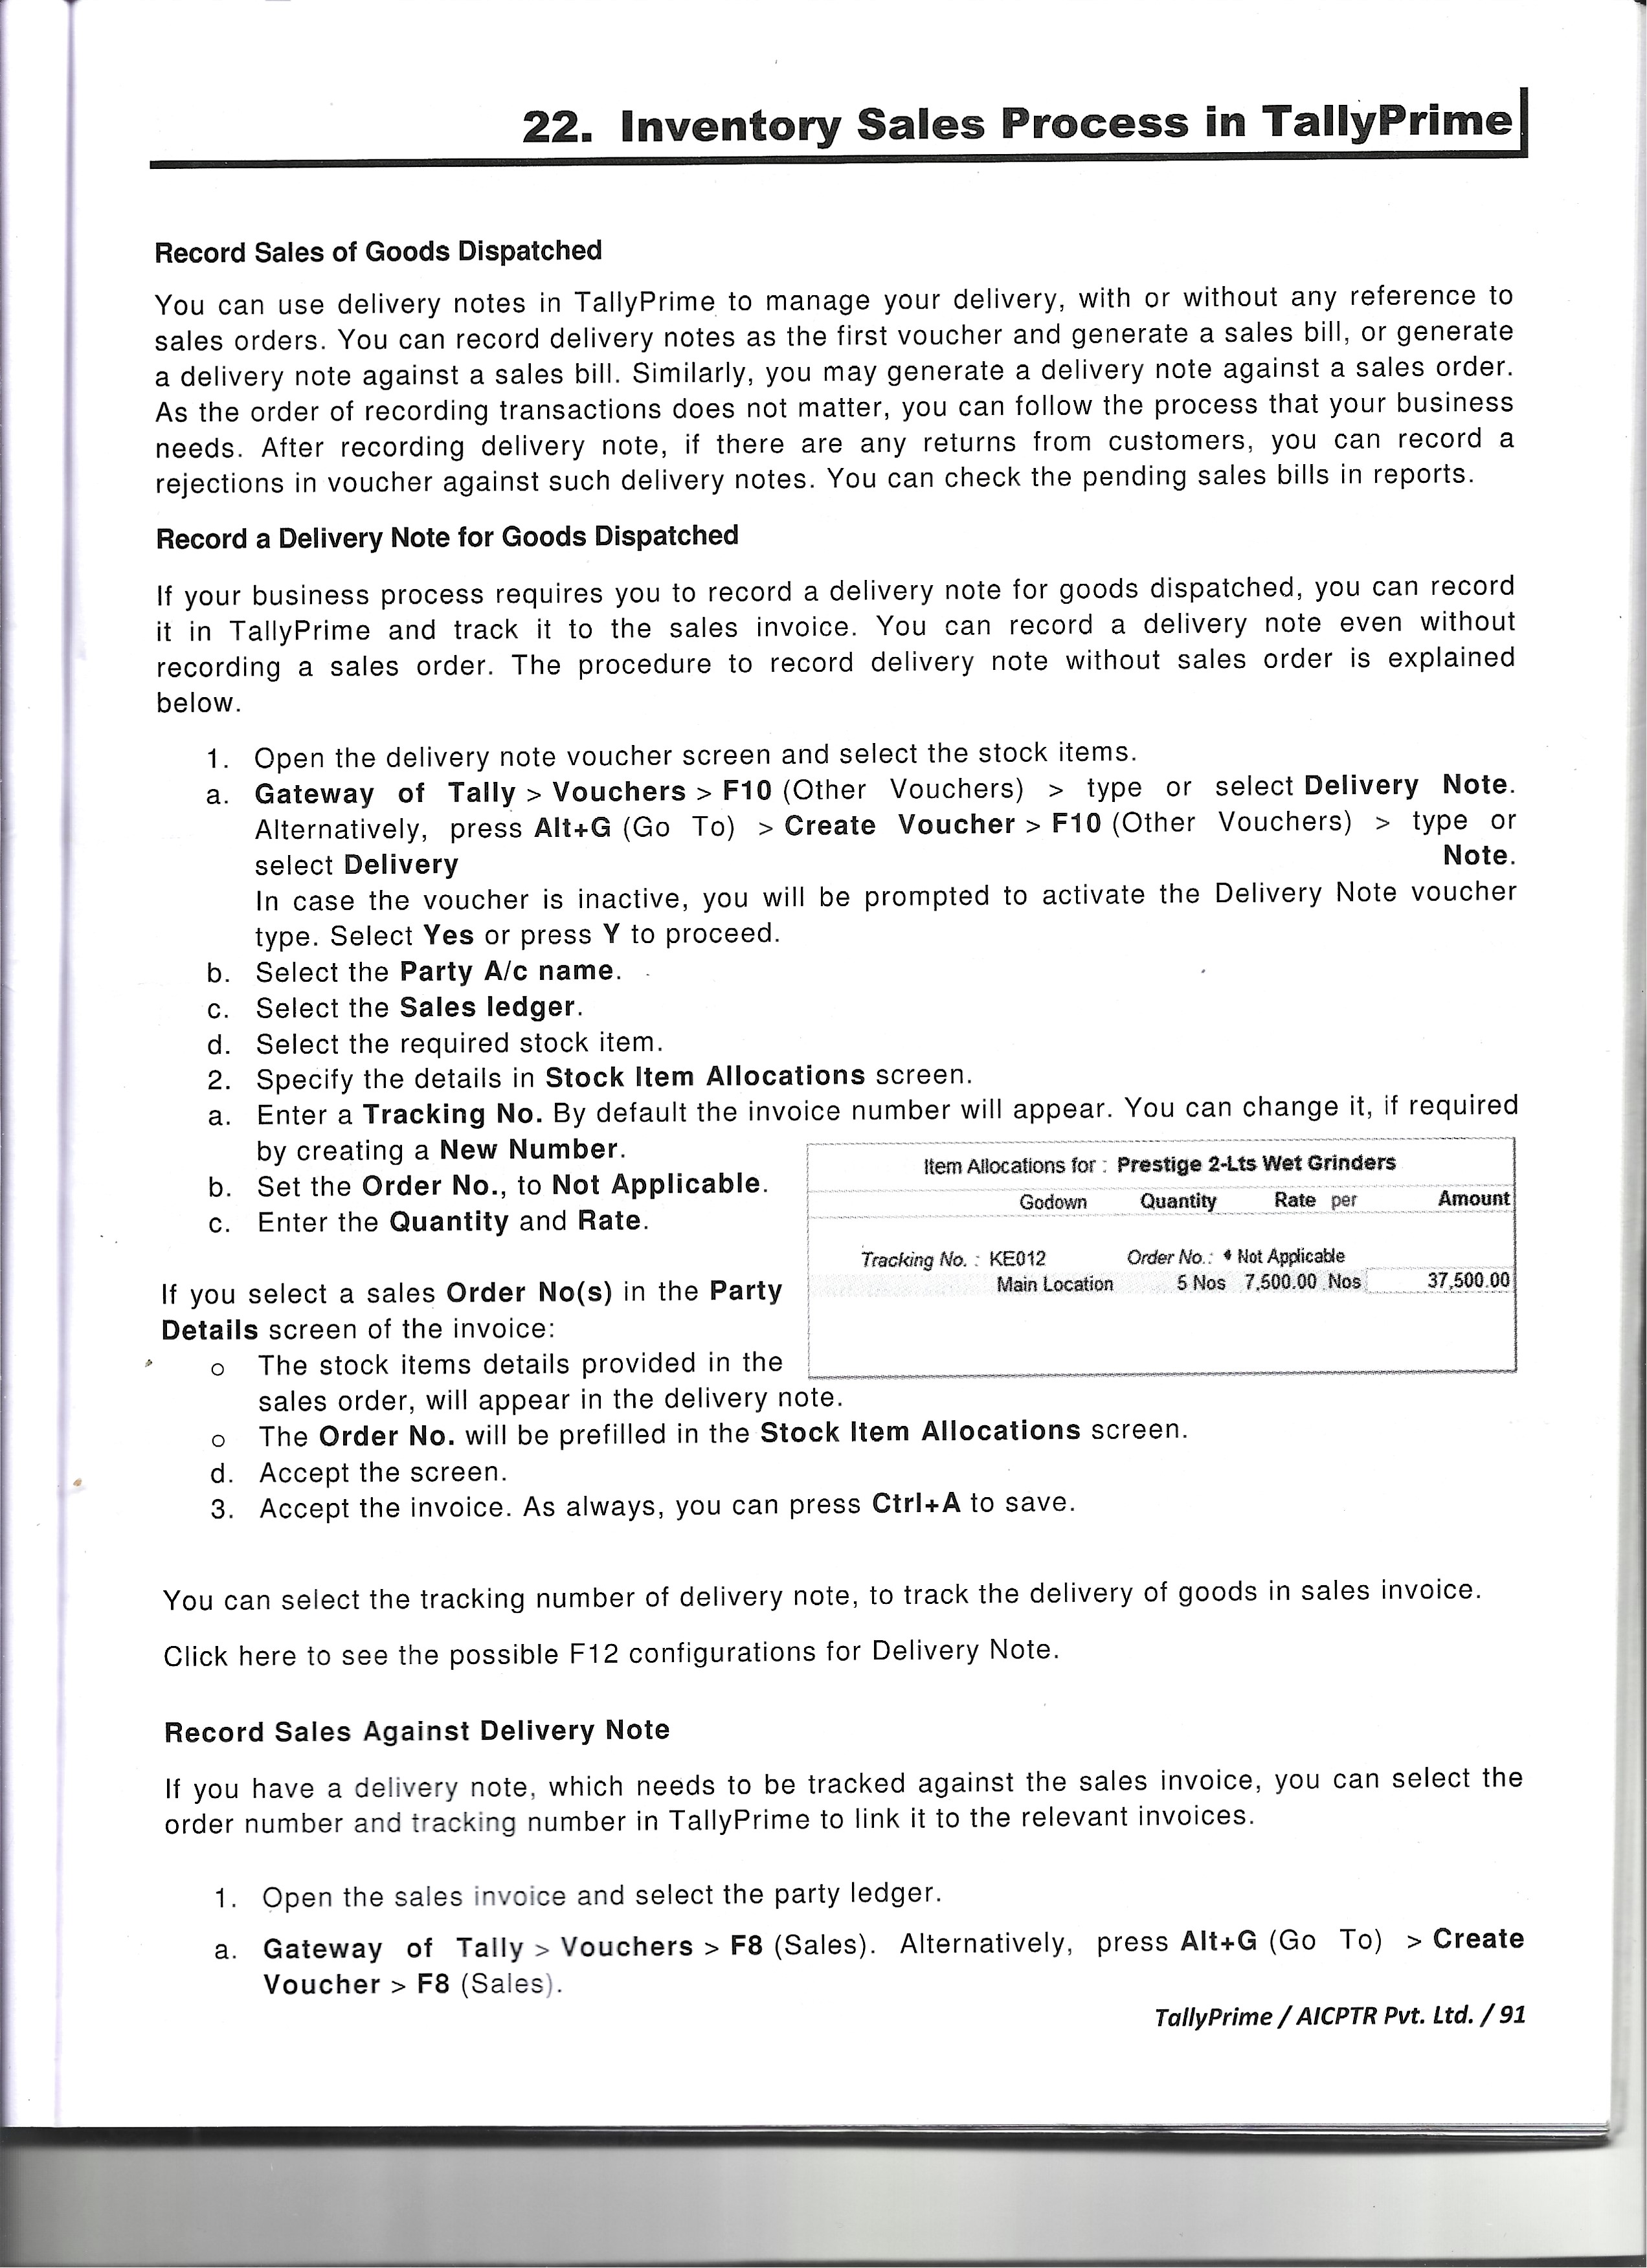 22. Inventory Sales Process in TallyPrime
Record Sales of Goods Dispatched
You can use delivery notes in TallyPrime to manage your delivery, with or without any reference to
sales orders. You can record delivery notes as the first voucher and generate a sales bill, or generate
a delivery note against a sales bill. Similarly, you may generate a delivery note against a sales order.
As the order of recording transactions does not matter, you can follow the process that your business
needs. After recording delivery note, if there are any returns from customers, you can record a
rejections in voucher against such delivery notes. You can check the pending sales bills in reports.
Record a Delivery Note for Goods Dispatched
If your business process requires you to record a delivery note for goods dispatched, you can record
it in TallyPrime and track it to the sales invoice. You can record a delivery note even without
recording a sales order. The procedure to record delivery note without sales order is explained
below.
1. Open the delivery note voucher screen and select the stock items.
a. Gateway of Tally > Vouchers > F10 (Other Vouchers) > type or select Delivery Note.
Alternatively, press Alt+G (Go To) > Create Voucher > F10 (Other Vouchers) > type or
select Delivery Note.
In case the voucher is inactive, you will be prompted to activate the Delivery Note voucher
type. Select Yes or press Y to proceed.
b. Select the Party A/c name.
c. Select the Sales ledger.
d. Select the required stock item.
2. Specify the details in Stock Item Allocations screen.
a. Enter a Tracking No. By default the invoice number will appear. You can change it, if required
by creating a New Number.
b. Set the Order No., to Not Applicable.
c. Enter the Quantity and Rate.
Item Allocations for : Prestige 2-Lts Wet Grinders
Godown Quantity Rate per Amount
Tracking No. : KE012 Order No.: ♦ Not Applicable
Main Location 5 Nos 7,500.00 Nos 37,500.00
If you select a sales Order No(s) in the Party
Details screen of the invoice:
o The stock items details provided in the
sales order, will appear in the delivery note.
o The Order No. will be prefilled in the Stock Item Allocations screen.
d. Accept the screen.
3. Accept the invoice. As always, you can press Ctrl+A to save.
You can select the tracking number of delivery note, to track the delivery of goods in sales invoice.
Click here to see the possible F12 configurations for Delivery Note.
Record Sales Against Delivery Note
If you have a delivery note, which needs to be tracked against the sales invoice, you can select the
order number and tracking number in TallyPrime to link it to the relevant invoices.
1. Open the sales invoice and select the party ledger.
a. Gateway of Tally > Vouchers > F8 (Sales). Alternatively, press Alt+G (Go To) > Create
Voucher > F8 (Sales).
TallyPrime / AICPTR Pvt. Ltd. / 91